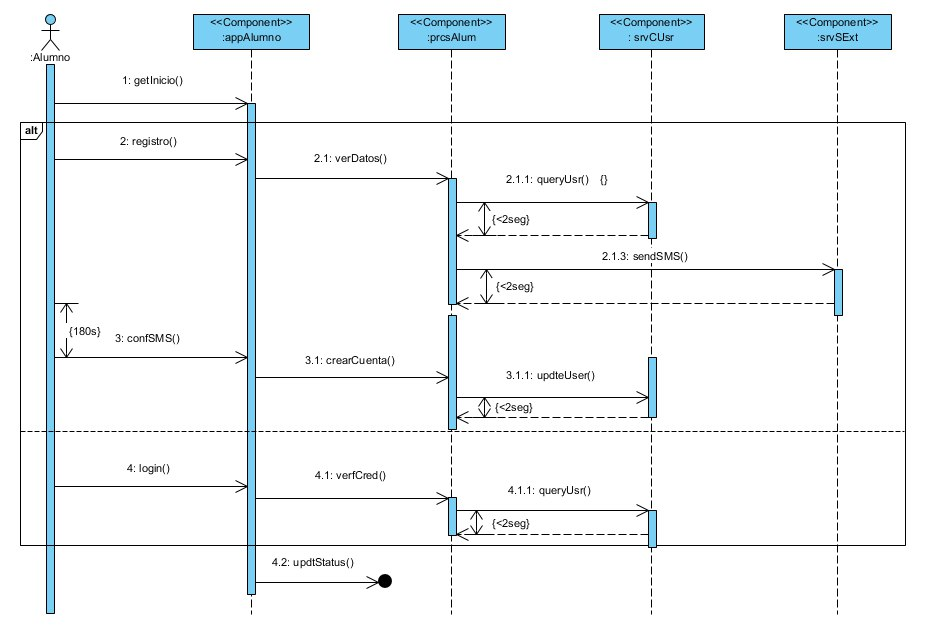 <<Component>>
:appAlumno
<<Component>>
:prcsAlum
<<Component>>
: srvCUsr
<<Component>>
:srvSExt
:Alumno
1: getInicio()
alt
2: registro()
2.1: verDatos()
2.1.1: queryUsr() {}
{<2seg}
2.1.3: sendSMS()
{<2seg}
{180s}
3: confSMS()
3.1: crearCuenta()
3.1.1: updteUser()
{<2seg}
4: login()
4.1: verfCred()
4.1.1: queryUsr()
{<2seg}
4.2: updtStatus()